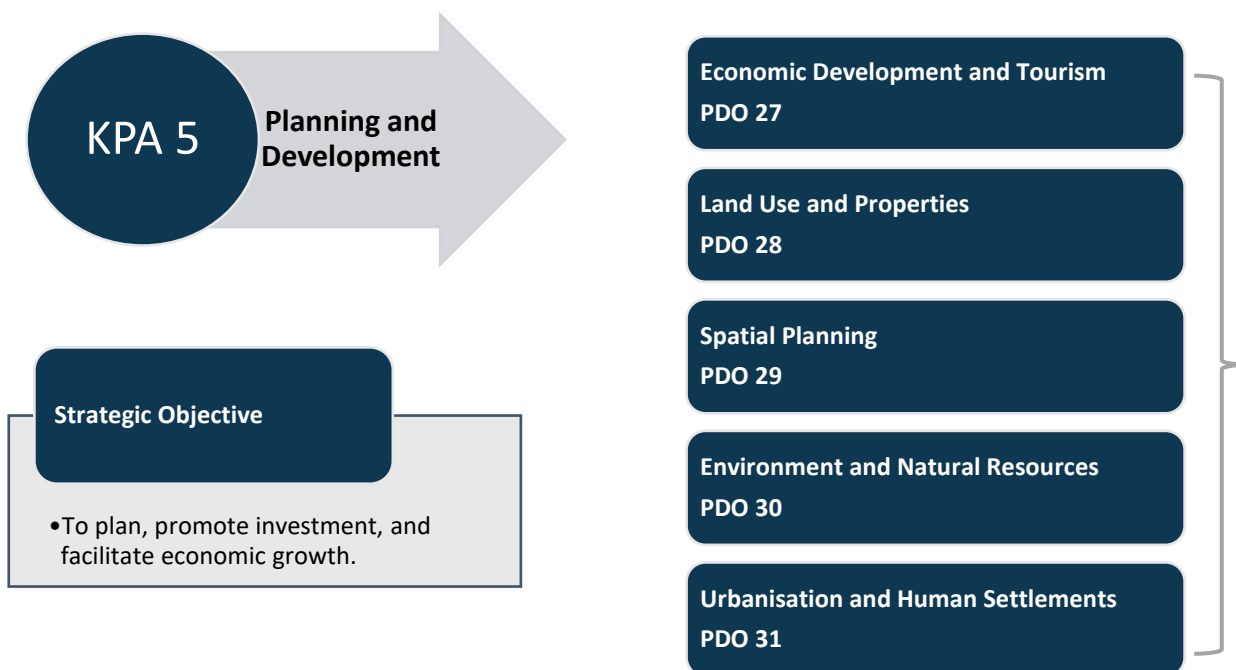 KPA 5
Planning and
Development
Strategic Objective
•To plan, promote investment, and
facilitate economic growth.
Economic Development and Tourism
PDO 27
Land Use and Properties
PDO 28
Spatial Planning
PDO 29
Environment and Natural Resources
PDO 30
Urbanisation and Human Settlements
PDO 31